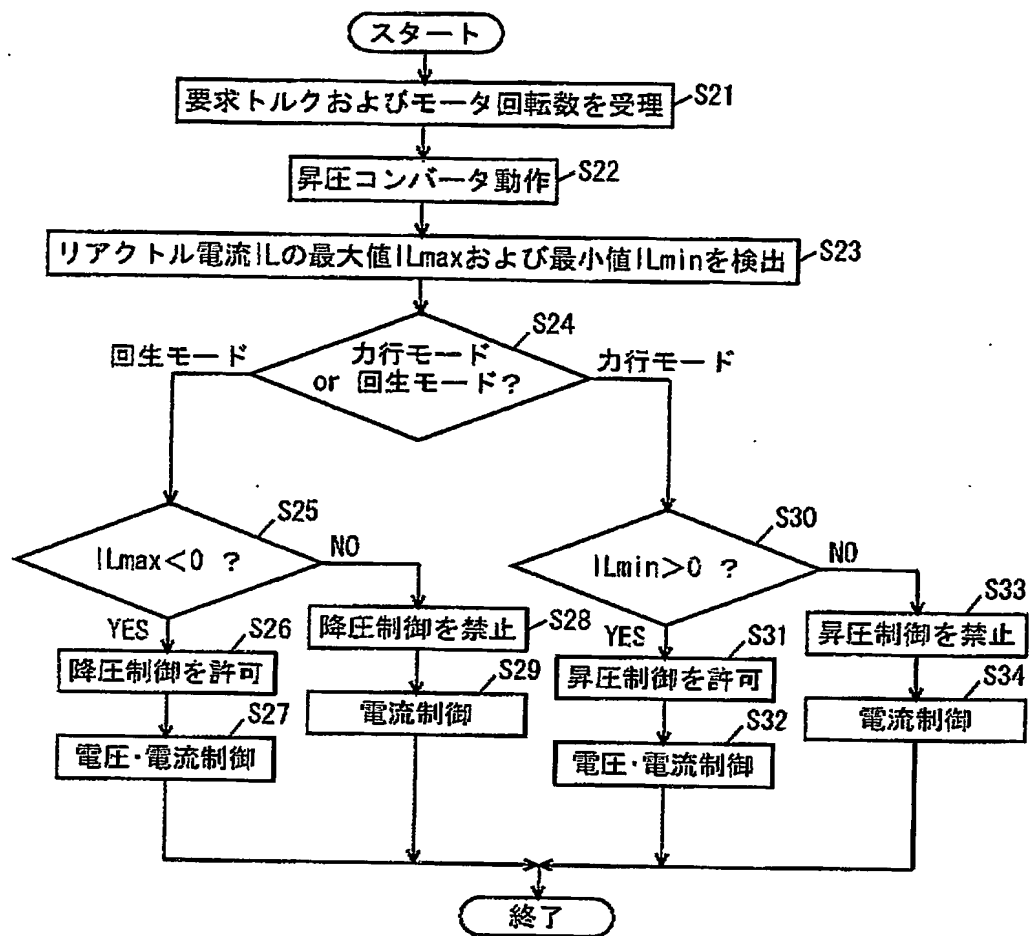 スタート
要求トルクおよびモータ回転数を受理
S21
昇圧コンバータ動作
S22
リアクトル電流ILの最大値ILmaxおよび最小値ILminを検出
S23
S24
回生モード
力行モード
or 回生モード?
力行モード
S25
ILmax<0 ?
NO
S30
ILmin>0 ?
NO
YES
S26
降圧制御を許可
降圧制御を禁止
S28
YES
S31
昇圧制御を許可
S33
昇圧制御を禁止
S27
電圧・電流制御
S29
電流制御
S32
電圧・電流制御
S34
電流制御
終了